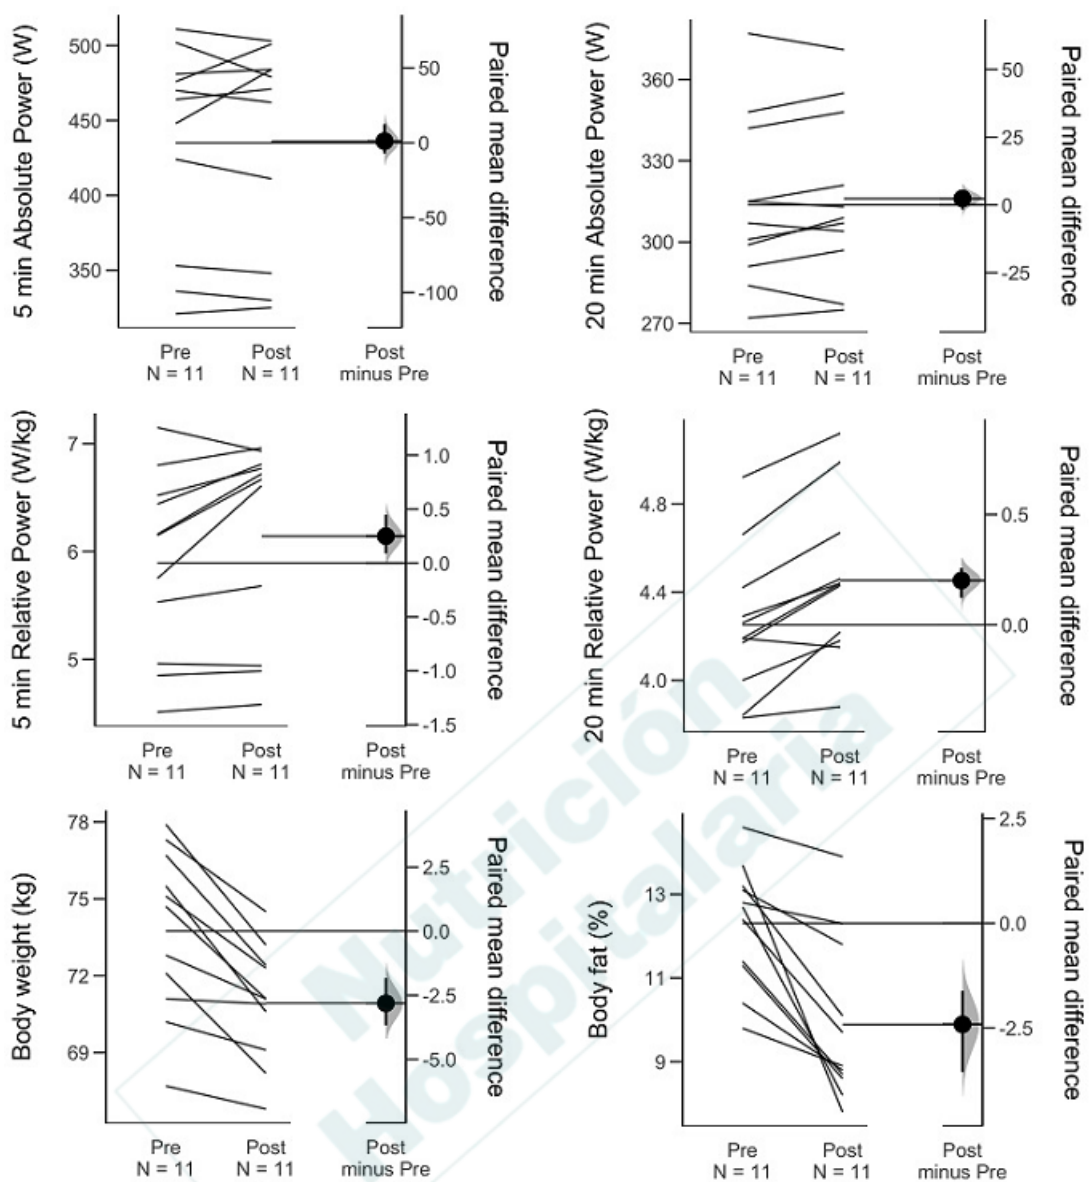 5 min Absolute Power (W)
500
450
400
350
50
0
-50
-100
Paired mean difference
Pre
N = 11
Post
N = 11
Post
minus Pre
20 min Absolute Power (W)
360
330
300
270
50
25
0
-25
Paired mean difference
Pre
N = 11
Post
N = 11
Post
minus Pre
5 min Relative Power (W/kg)
7
6
5
1.0
0.5
0.0
-0.5
-1.0
-1.5
Paired mean difference
Pre
N = 11
Post
N = 11
Post
minus Pre
20 min Relative Power (W/kg)
4.8
4.4
4.0
0.5
0.0
Paired mean difference
Pre
N = 11
Post
N = 11
Post
minus Pre
Body weight (kg)
78
75
72
69
2.5
0.0
-2.5
-5.0
Paired mean difference
Pre
N = 11
Post
N = 11
Post
minus Pre
Body fat (%)
13
11
9
2.5
0.0
-2.5
Paired mean difference
Pre
N = 11
Post
N = 11
Post
minus Pre
Nutrición
Hospitalaria